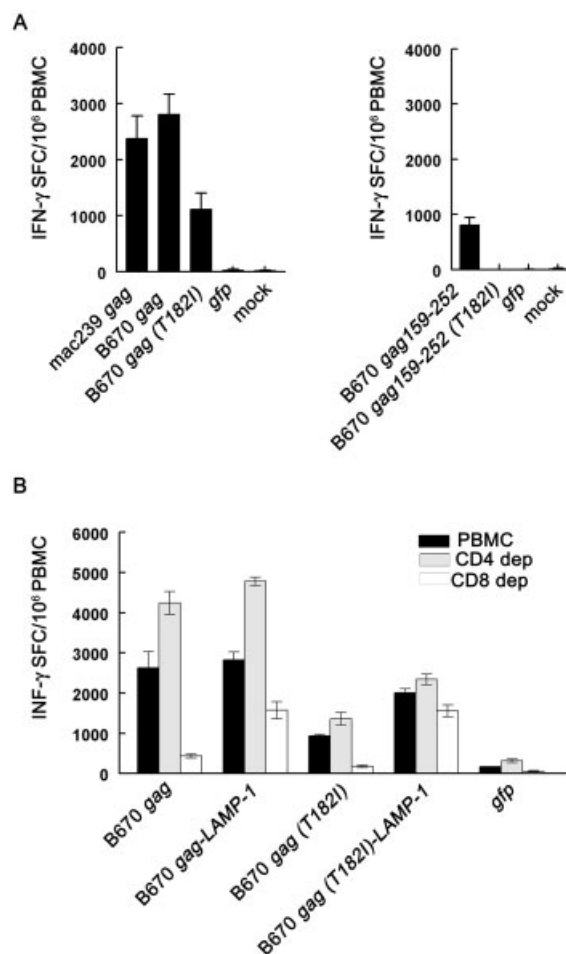 A
IFN-γ SFC/10⁶ PBMC
4000
3000
2000
1000
0
mac239 gag
B670 gag
B670 gag (T182I)
gfp
mock
IFN-γ SFC/10⁶ PBMC
4000
3000
2000
1000
0
B670 gag159-252
B670 gag159-252 (T182I)
gfp
mock
B
INF-γ SFC/10⁶ PBMC
6000
5000
4000
3000
2000
1000
0
PBMC
CD4 dep
CD8 dep
B670 gag
B670 gag-LAMP-1
B670 gag (T182I)
B670 gag (T182I)-LAMP-1
gfp